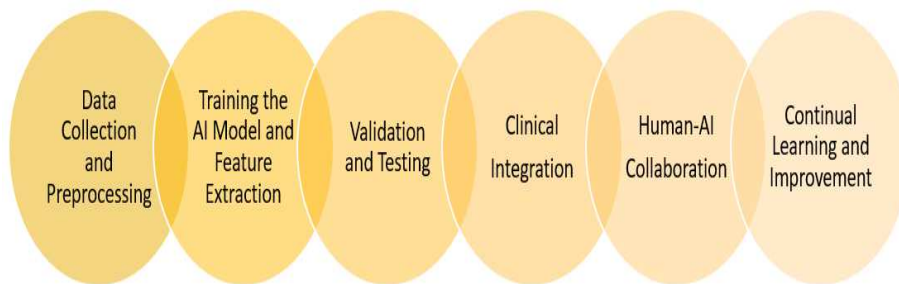 Data
Collection
and
Preprocessing
Training the
AI Model and
Feature
Extraction
Validation
and Testing
Clinical
Integration
Human-AI
Collaboration
Continual
Learning and
Improvement